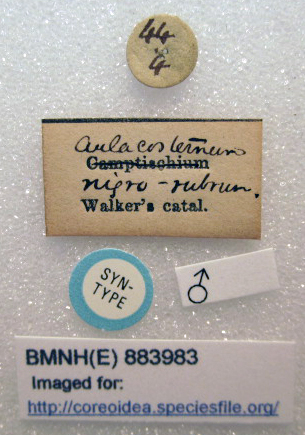 44
4
Aulacosternum
Camptischium
nigro-rubrum.
Walker's catal.
SYN-
TYPE
♂
BMNH(E) 883983
Imaged for:
http://coreoidea.speciesfile.org/